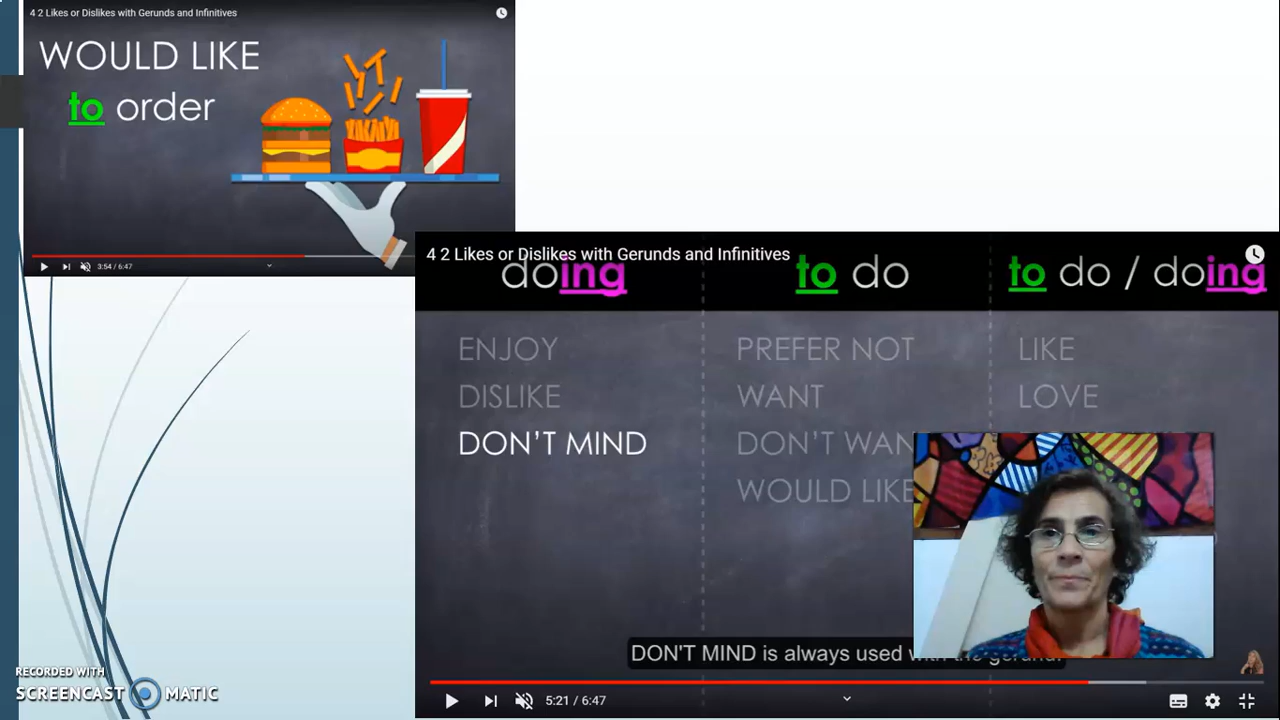 4 2 Likes or Dislikes with Gerunds and Infinitives
WOULD LIKE
to order
3:54 / 6:47
4 2 Likes or Dislikes with Gerunds and Infinitives
doing
to do
to do / doing
ENJOY
PREFER NOT
LIKE
DISLIKE
WANT
LOVE
DON'T MIND
DON'T WAN
WOULD LIKE
DON'T MIND is always used with the gerund.
5:21 / 6:47
RECORDED WITH
SCREENCAST MATIC